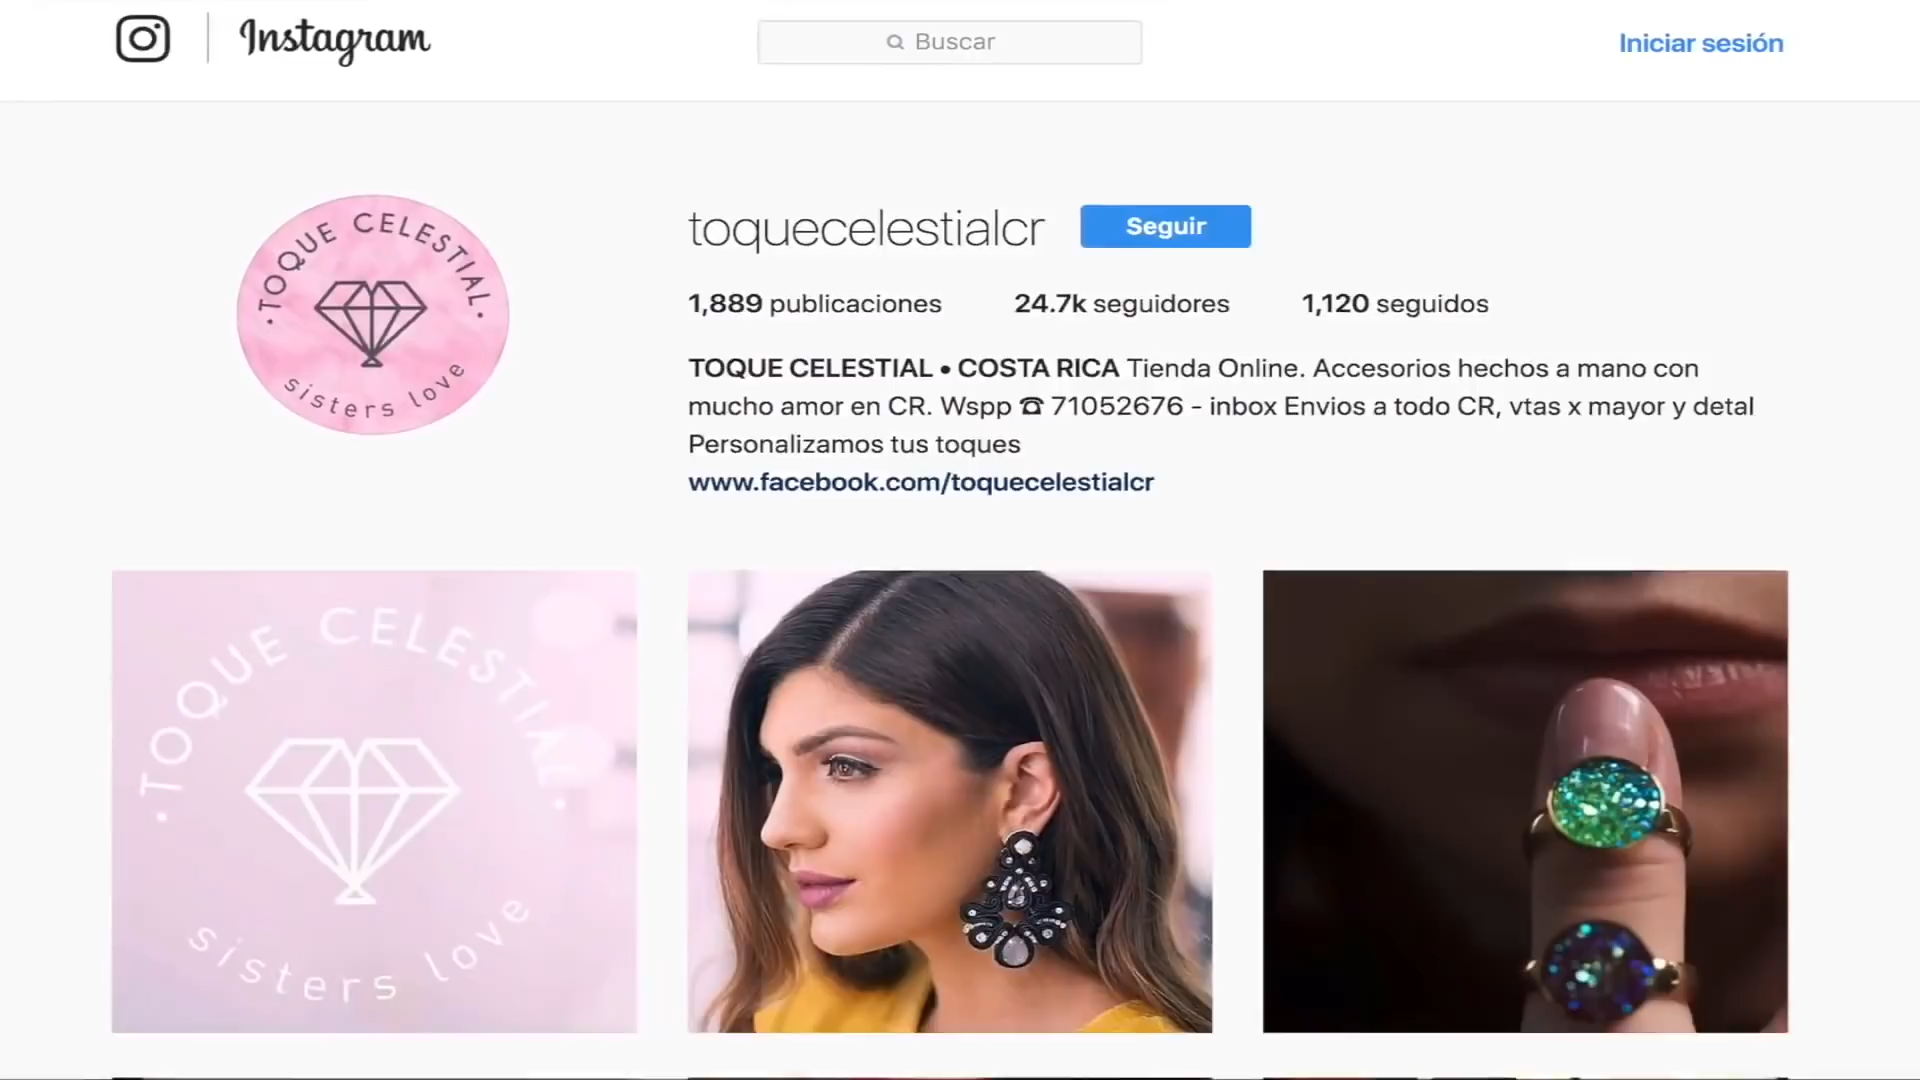 Instagram
Buscar
Iniciar sesión
· TOQUE CELESTIAL ·
sisters love
toquecelestialcr
Seguir
1,889 publicaciones 24.7k seguidores 1,120 seguidos
TOQUE CELESTIAL • COSTA RICA Tienda Online. Accesorios hechos a mano con
mucho amor en CR. Wspp ☎ 71052676 - inbox Envios a todo CR, vtas x mayor y detal
Personalizamos tus toques
www.facebook.com/toquecelestialcr
· TOQUE CELESTIAL ·
sisters love